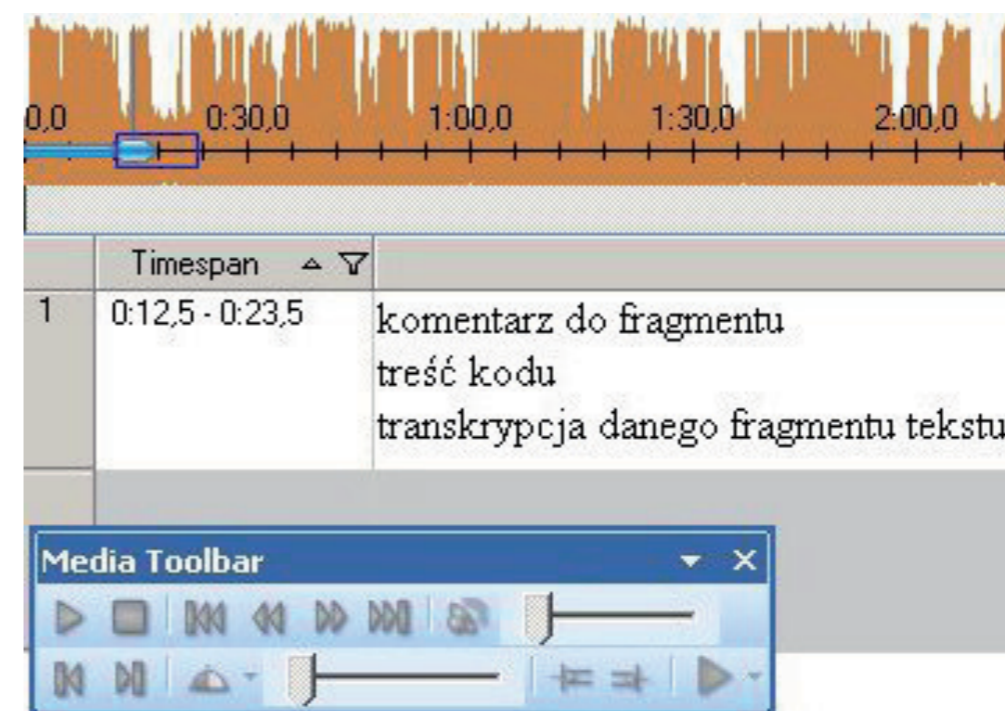 0,0 0:30,0 1:00,0 1:30,0 2:00,0
Timespan
1 0:12,5 - 0:23,5 komentarz do fragmentu
treść kodu
transkrypcja danego fragmentu tekstu
Media Toolbar